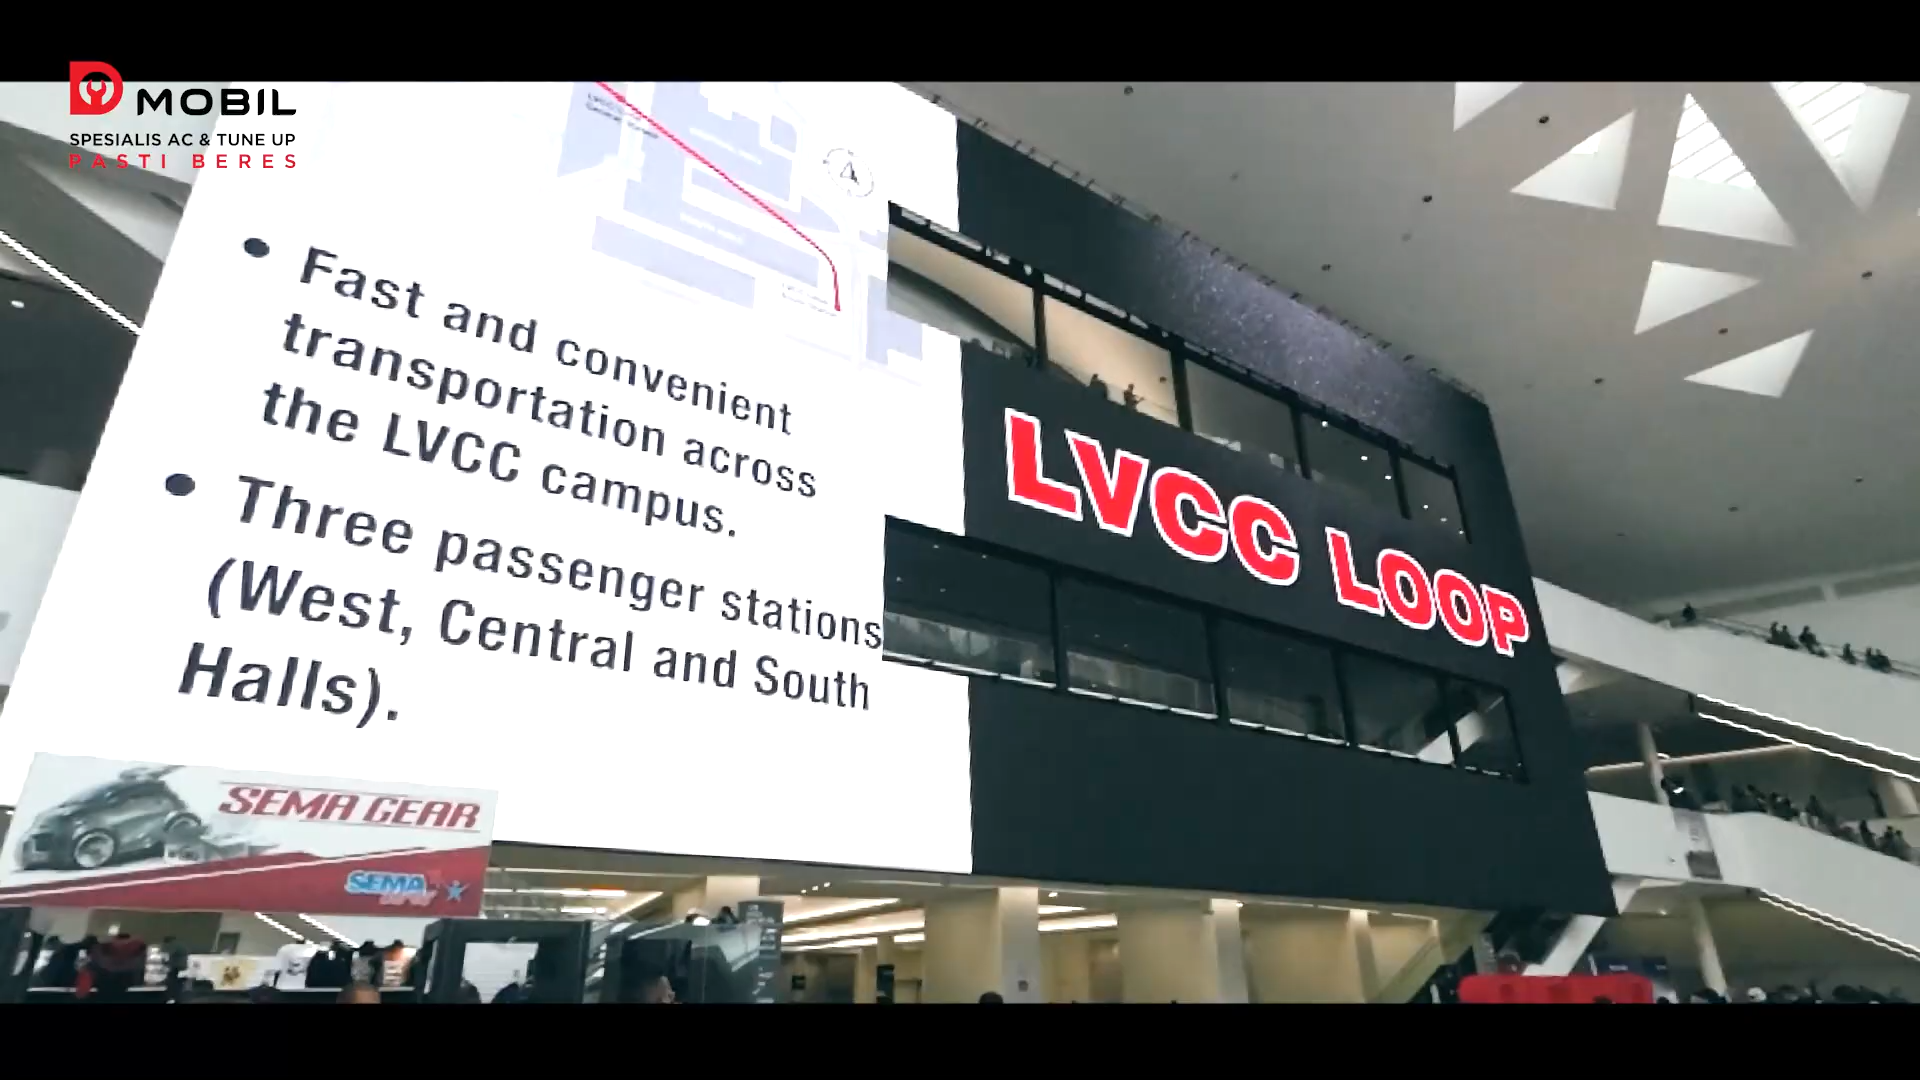 D MOBIL
SPESIALIS AC & TUNE UP
PASTI BERES
• Fast and convenient
transportation across
the LVCC campus.
• Three passenger stations
(West, Central and South
Halls).
LVCC LOOP
SEMA GEAR
SEMA